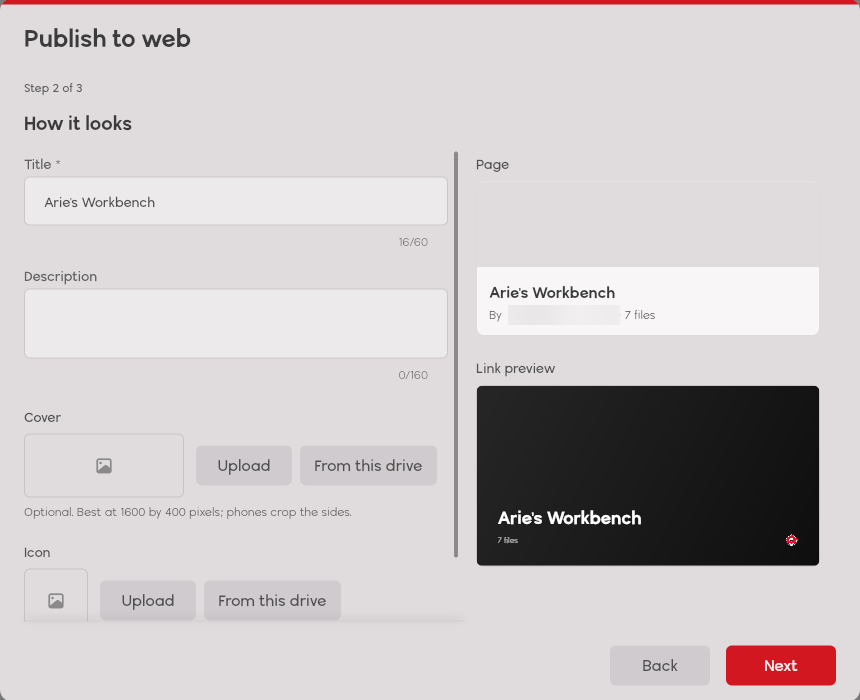 Publish to web
Step 2 of 3
How it looks
Title *
Arie's Workbench
16/60
Description
0/160
Cover
Upload
From this drive
Optional. Best at 1600 by 400 pixels; phones crop the sides.
Icon
Upload
From this drive
Page
Arie's Workbench
By
7 files
Link preview
Arie's Workbench
7 files
Back
Next